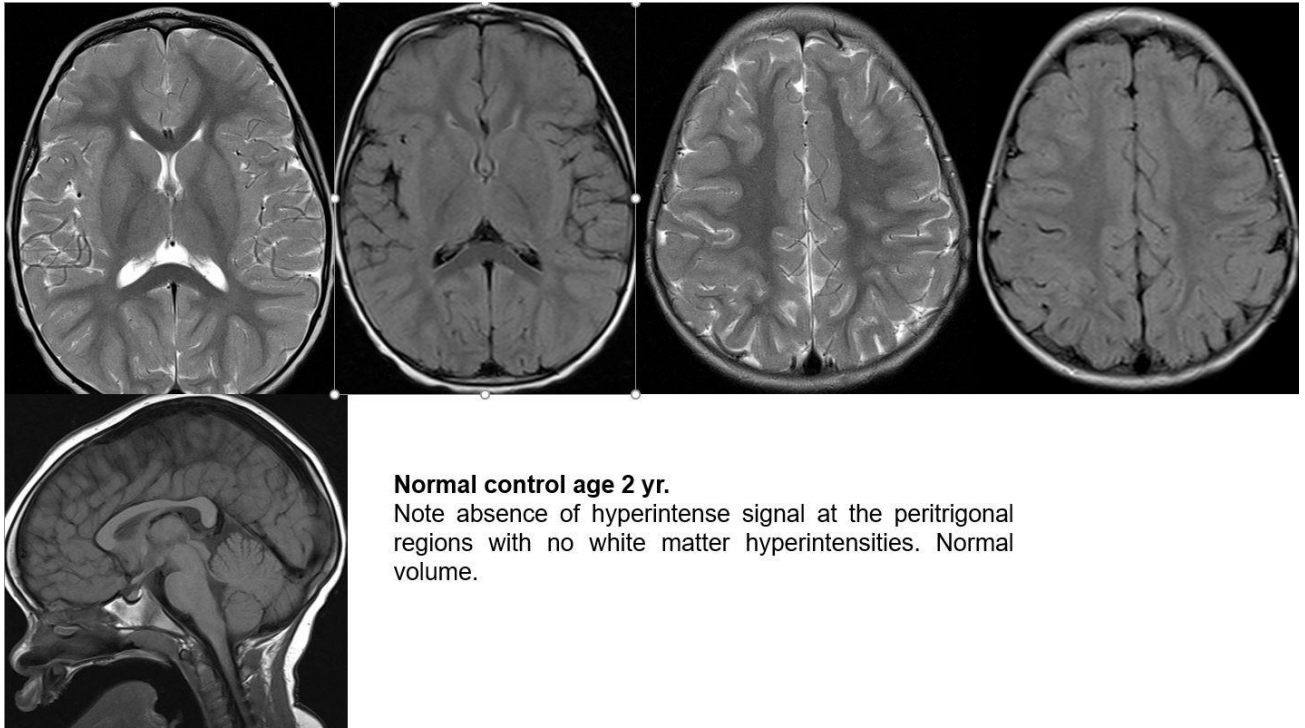 Normal control age 2 yr.
Note absence of hyperintense signal at the peritrigonal
regions with no white matter hyperintensities. Normal
volume.